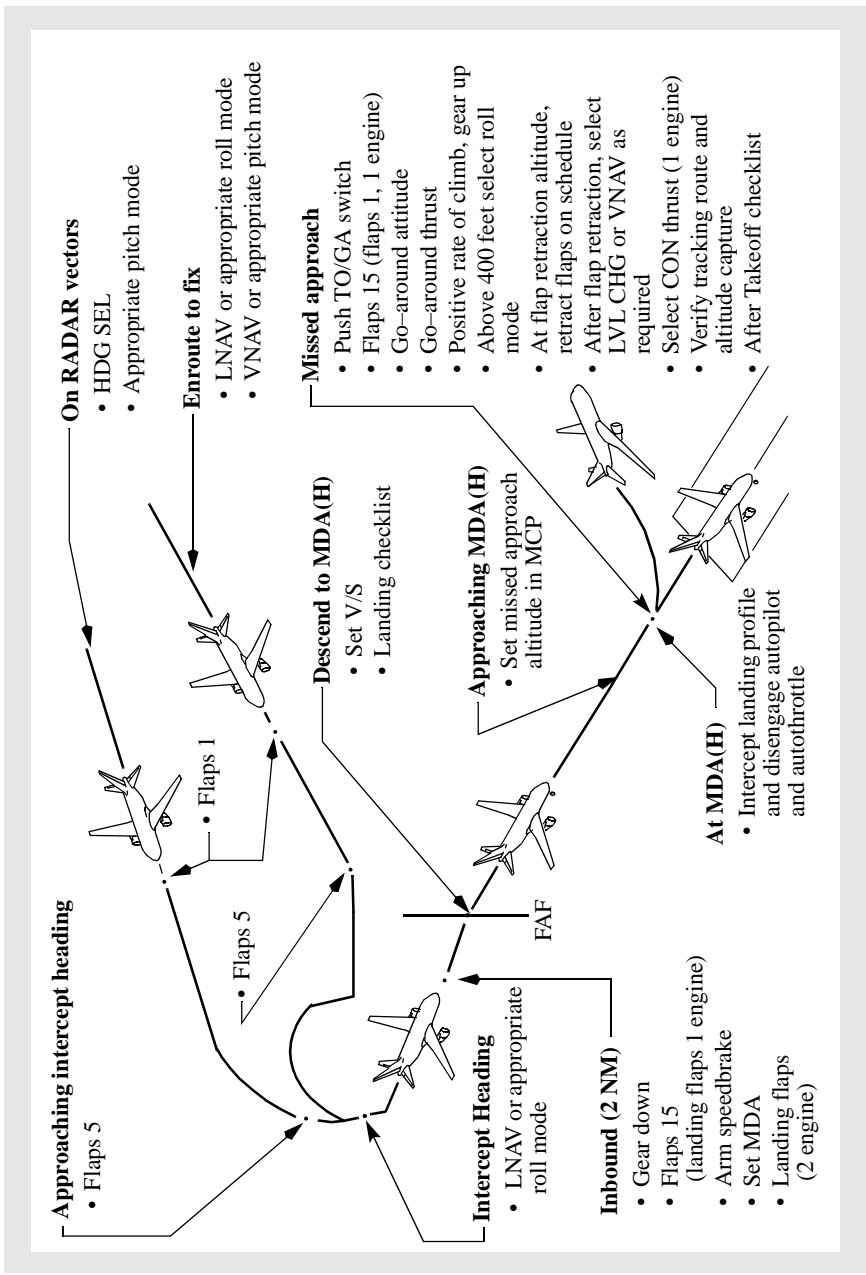 On RADAR vectors
• HDG SEL
• Appropriate pitch mode
Enroute to fix
• LNAV or appropriate roll mode
• VNAV or appropriate pitch mode
Approaching intercept heading
• Flaps 5
• Flaps 1
• Flaps 5
Intercept Heading
• LNAV or appropriate
roll mode
Inbound (2 NM)
• Gear down
• Flaps 15
(landing flaps 1 engine)
• Arm speedbrake
• Set MDA
• Landing flaps
(2 engine)
FAF
Descend to MDA(H)
• Set V/S
• Landing checklist
Approaching MDA(H)
• Set missed approach
altitude in MCP
At MDA(H)
• Intercept landing profile
and disengage autopilot
and autothrottle
Missed approach
• Push TO/GA switch
• Flaps 15 (flaps 1, 1 engine)
• Go–around attitude
• Go–around thrust
• Positive rate of climb, gear up
• Above 400 feet select roll
mode
• At flap retraction altitude,
retract flaps on schedule
• After flap retraction, select
LVL CHG or VNAV as
required
• Select CON thrust (1 engine)
• Verify tracking route and
altitude capture
• After Takeoff checklist